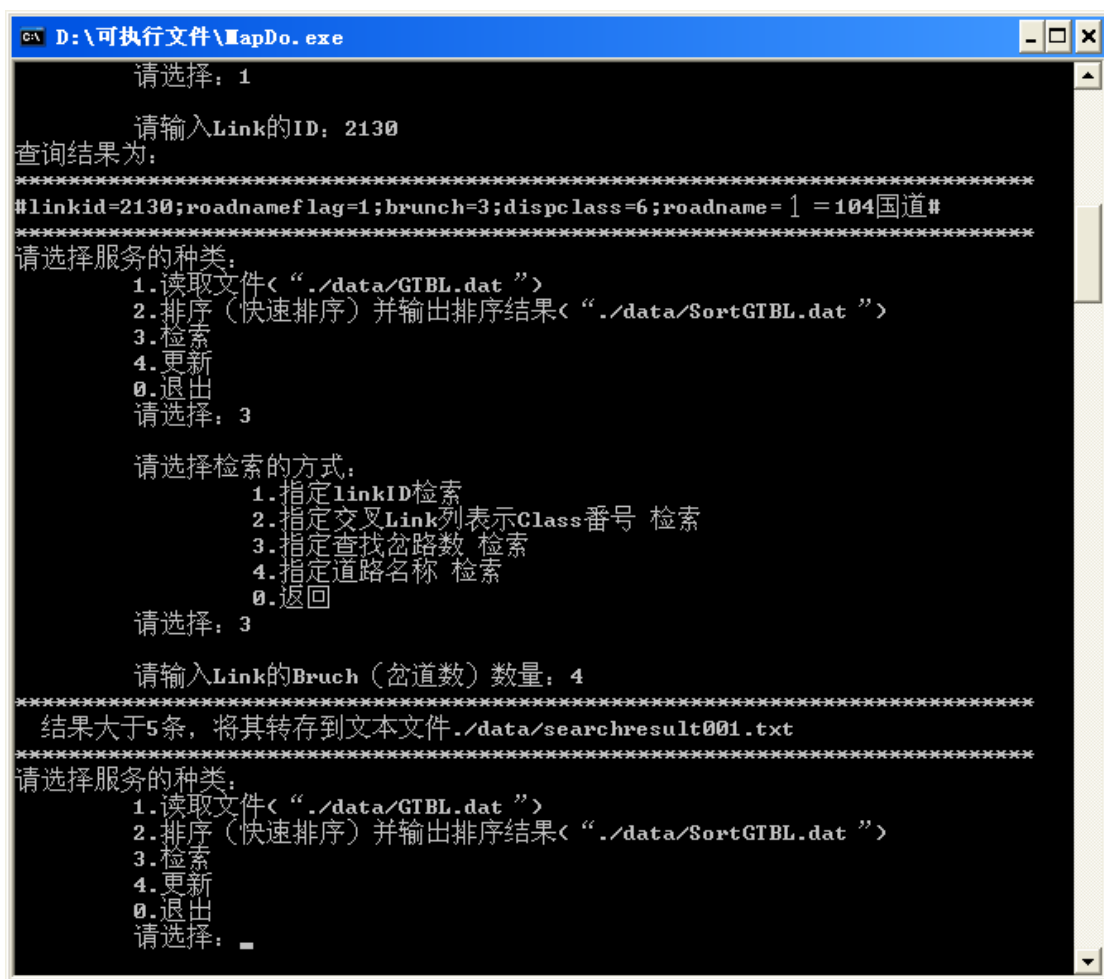 D:\可执行文件\MapDo.exe
请选择：1
请输入Link的ID：2130
查询结果为：
*****************************************************************************
#linkid=2130;roadnameflag=1;brunch=3;dispclass=6;roadname=１＝104国道#
*****************************************************************************
请选择服务的种类：
1.读取文件(“./data/GTBL.dat ”)
2.排序（快速排序）并输出排序结果(“./data/SortGTBL.dat ”)
3.检索
4.更新
0.退出
请选择：3
请选择检索的方式：
1.指定linkID检索
2.指定交叉Link列表示Class番号 检索
3.指定查找岔路数 检索
4.指定道路名称 检索
0.返回
请选择：3
请输入Link的Bruch（岔道数）数量：4
*****************************************************************************
结果大于5条，将其转存到文本文件./data/searchresult001.txt
*****************************************************************************
请选择服务的种类：
1.读取文件(“./data/GTBL.dat ”)
2.排序（快速排序）并输出排序结果(“./data/SortGTBL.dat ”)
3.检索
4.更新
0.退出
请选择：